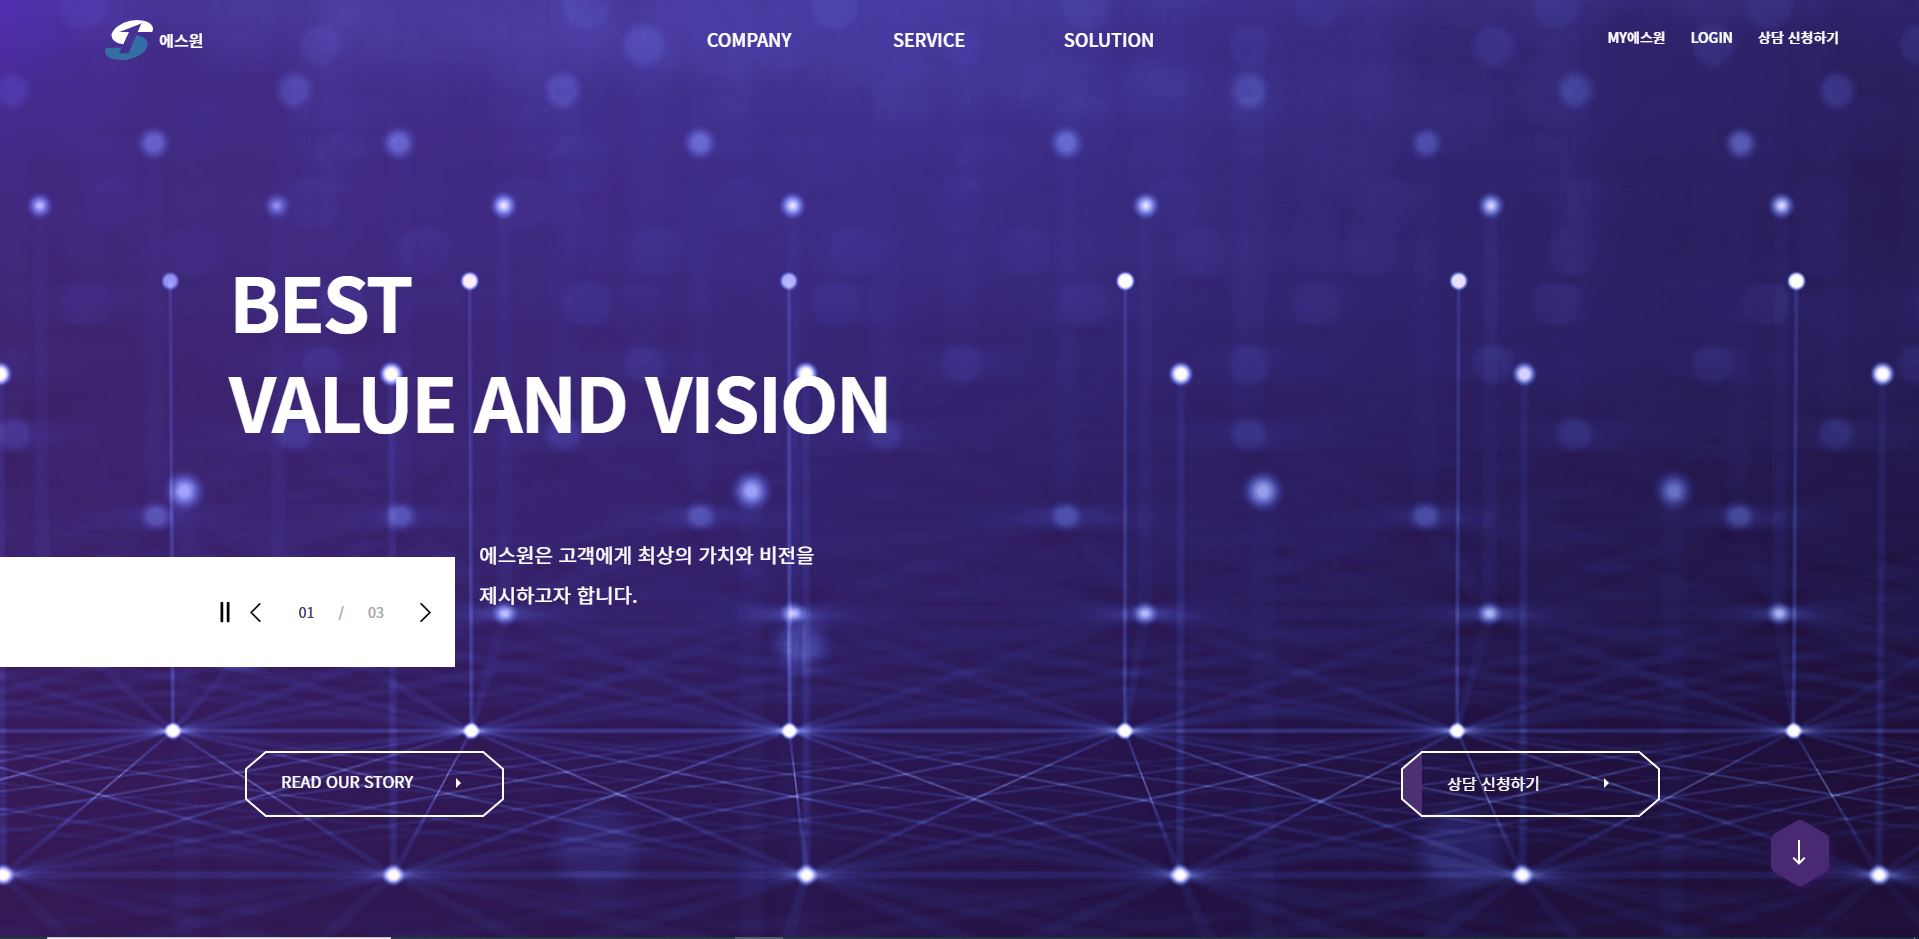 에스원
COMPANY
SERVICE
SOLUTION
MY에스원
LOGIN
상담 신청하기
BEST
VALUE AND VISION
에스원은 고객에게 최상의 가치와 비전을
제시하고자 합니다.
01 / 03
READ OUR STORY
상담 신청하기